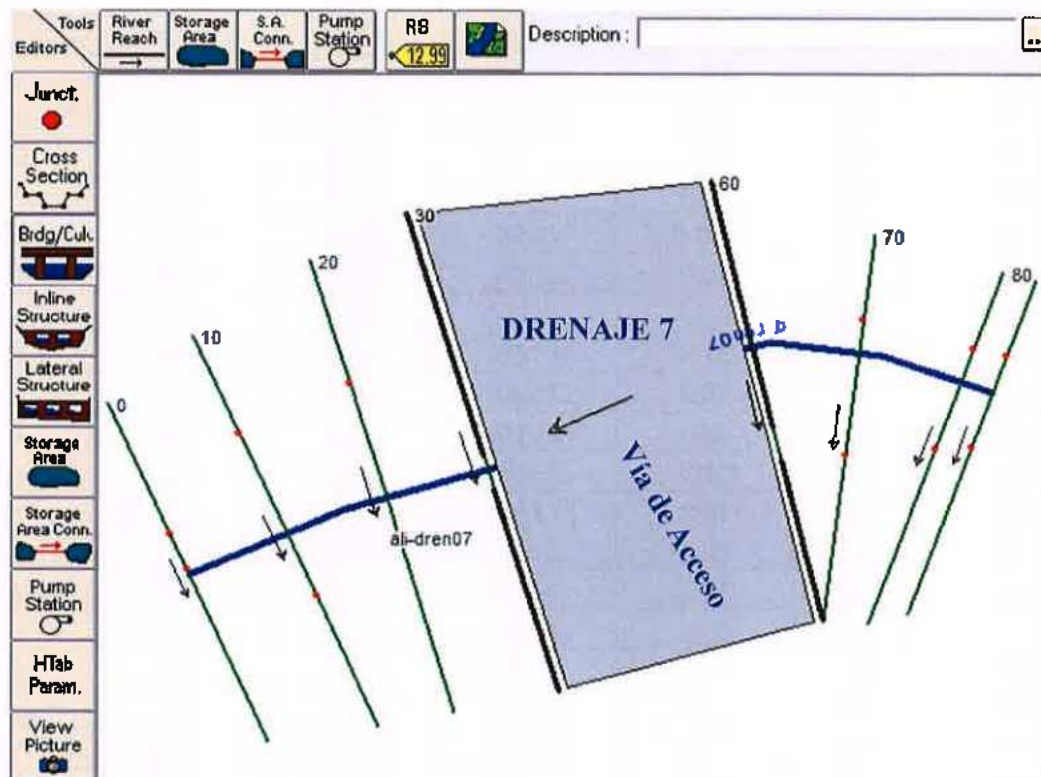 Tools
Editors
River
Reach
Storage
Area
S.A.
Conn.
Pump
Station
RS
12.99
Description :
...
Junct.
Cross
Section
Brdg/Culv
Inline
Structure
Lateral
Structure
Storage
Area
Storage
Area Conn.
Pump
Station
HTab
Param.
View
Picture
0
10
20
30
60
70
80
DRENAJE 7
Vía de Acceso
ali-dren07